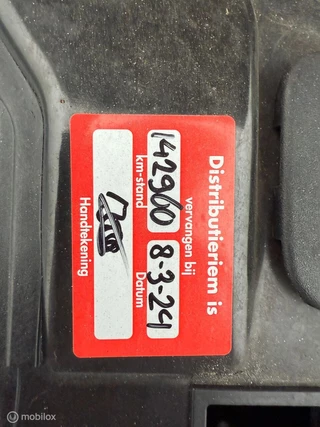 Distributieriem is
vervangen bij
142960 8-3-24
km-stand Datum
Handtekening
mobilox